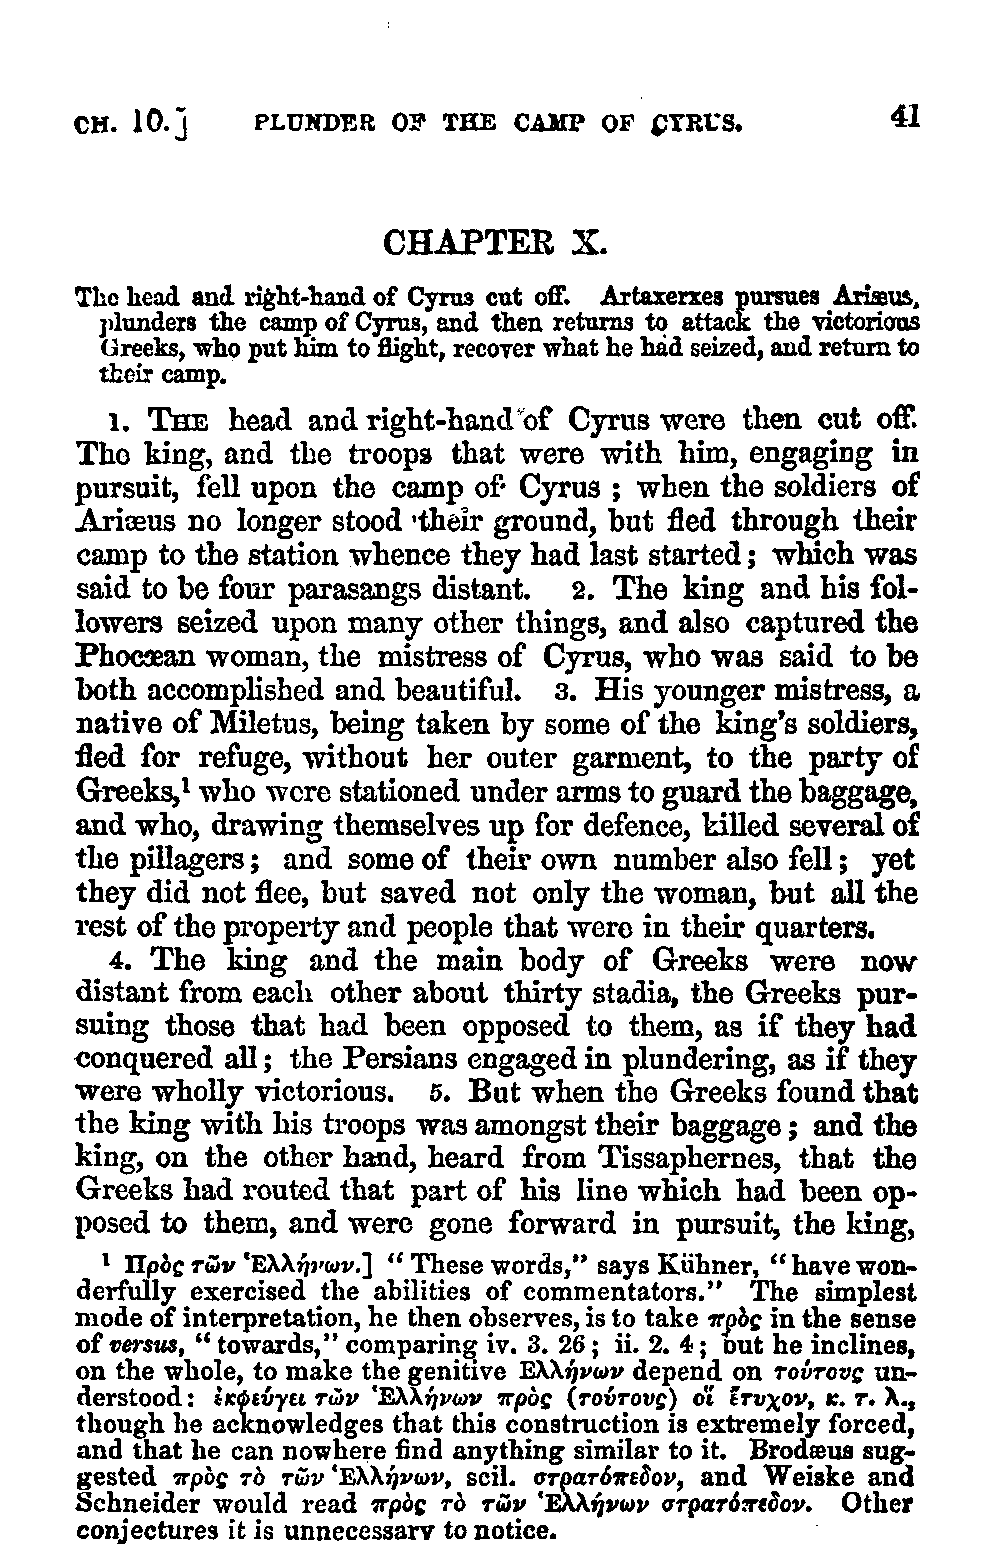 CH. 10.] PLUNDER OF THE CAMP OF CYRUS. 41
CHAPTER X.
The head and right-hand of Cyrus cut off. Artaxerxes pursues Ariæus,
plunders the camp of Cyrus, and then returns to attack the victorious
Greeks, who put him to flight, recover what he had seized, and return to
their camp.
1. THE head and right-hand of Cyrus were then cut off.
The king, and the troops that were with him, engaging in
pursuit, fell upon the camp of Cyrus ; when the soldiers of
Ariæus no longer stood their ground, but fled through their
camp to the station whence they had last started; which was
said to be four parasangs distant. 2. The king and his fol-
lowers seized upon many other things, and also captured the
Phocæan woman, the mistress of Cyrus, who was said to be
both accomplished and beautiful. 3. His younger mistress, a
native of Miletus, being taken by some of the king's soldiers,
fled for refuge, without her outer garment, to the party of
Greeks,¹ who were stationed under arms to guard the baggage,
and who, drawing themselves up for defence, killed several of
the pillagers; and some of their own number also fell; yet
they did not flee, but saved not only the woman, but all the
rest of the property and people that were in their quarters.
4. The king and the main body of Greeks were now
distant from each other about thirty stadia, the Greeks pur-
suing those that had been opposed to them, as if they had
conquered all; the Persians engaged in plundering, as if they
were wholly victorious. 5. But when the Greeks found that
the king with his troops was amongst their baggage; and the
king, on the other hand, heard from Tissaphernes, that the
Greeks had routed that part of his line which had been op-
posed to them, and were gone forward in pursuit, the king,
¹ Πρὸς τῶν Ἑλλήνων.] "These words," says Kühner, "have won-
derfully exercised the abilities of commentators." The simplest
mode of interpretation, he then observes, is to take πρὸς in the sense
of versus, "towards," comparing iv. 3. 26; ii. 2. 4; but he inclines,
on the whole, to make the genitive Ελλήνων depend on τούτους un-
derstood: ἐκφεύγει τῶν Ἑλλήνων πρὸς (τούτους) οἳ ἔτυχον, κ. τ. λ.,
though he acknowledges that this construction is extremely forced,
and that he can nowhere find anything similar to it. Brodæus sug-
gested πρὸς τὸ τῶν Ἑλλήνων, scil. στρατόπεδον, and Weiske and
Schneider would read πρὸς τὸ τῶν Ἑλλήνων στρατόπεδον. Other
conjectures it is unnecessary to notice.